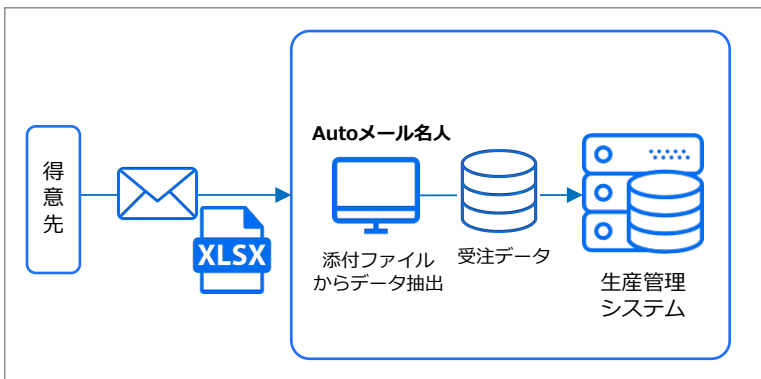 得意先
XLSX
Autoメール名人
添付ファイル
からデータ抽出
受注データ
生産管理
システム